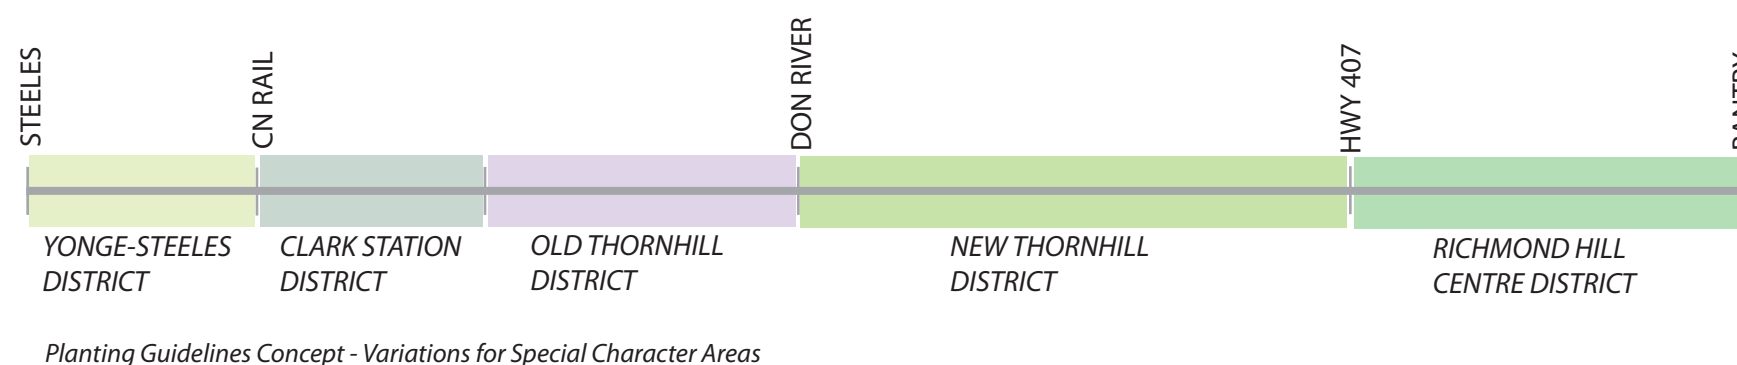 STEELES
CN RAIL
DON RIVER
HWY 407
YONGE-STEELES
DISTRICT
CLARK STATION
DISTRICT
OLD THORNHILL
DISTRICT
NEW THORNHILL
DISTRICT
RICHMOND HILL
CENTRE DISTRICT
Planting Guidelines Concept - Variations for Special Character Areas